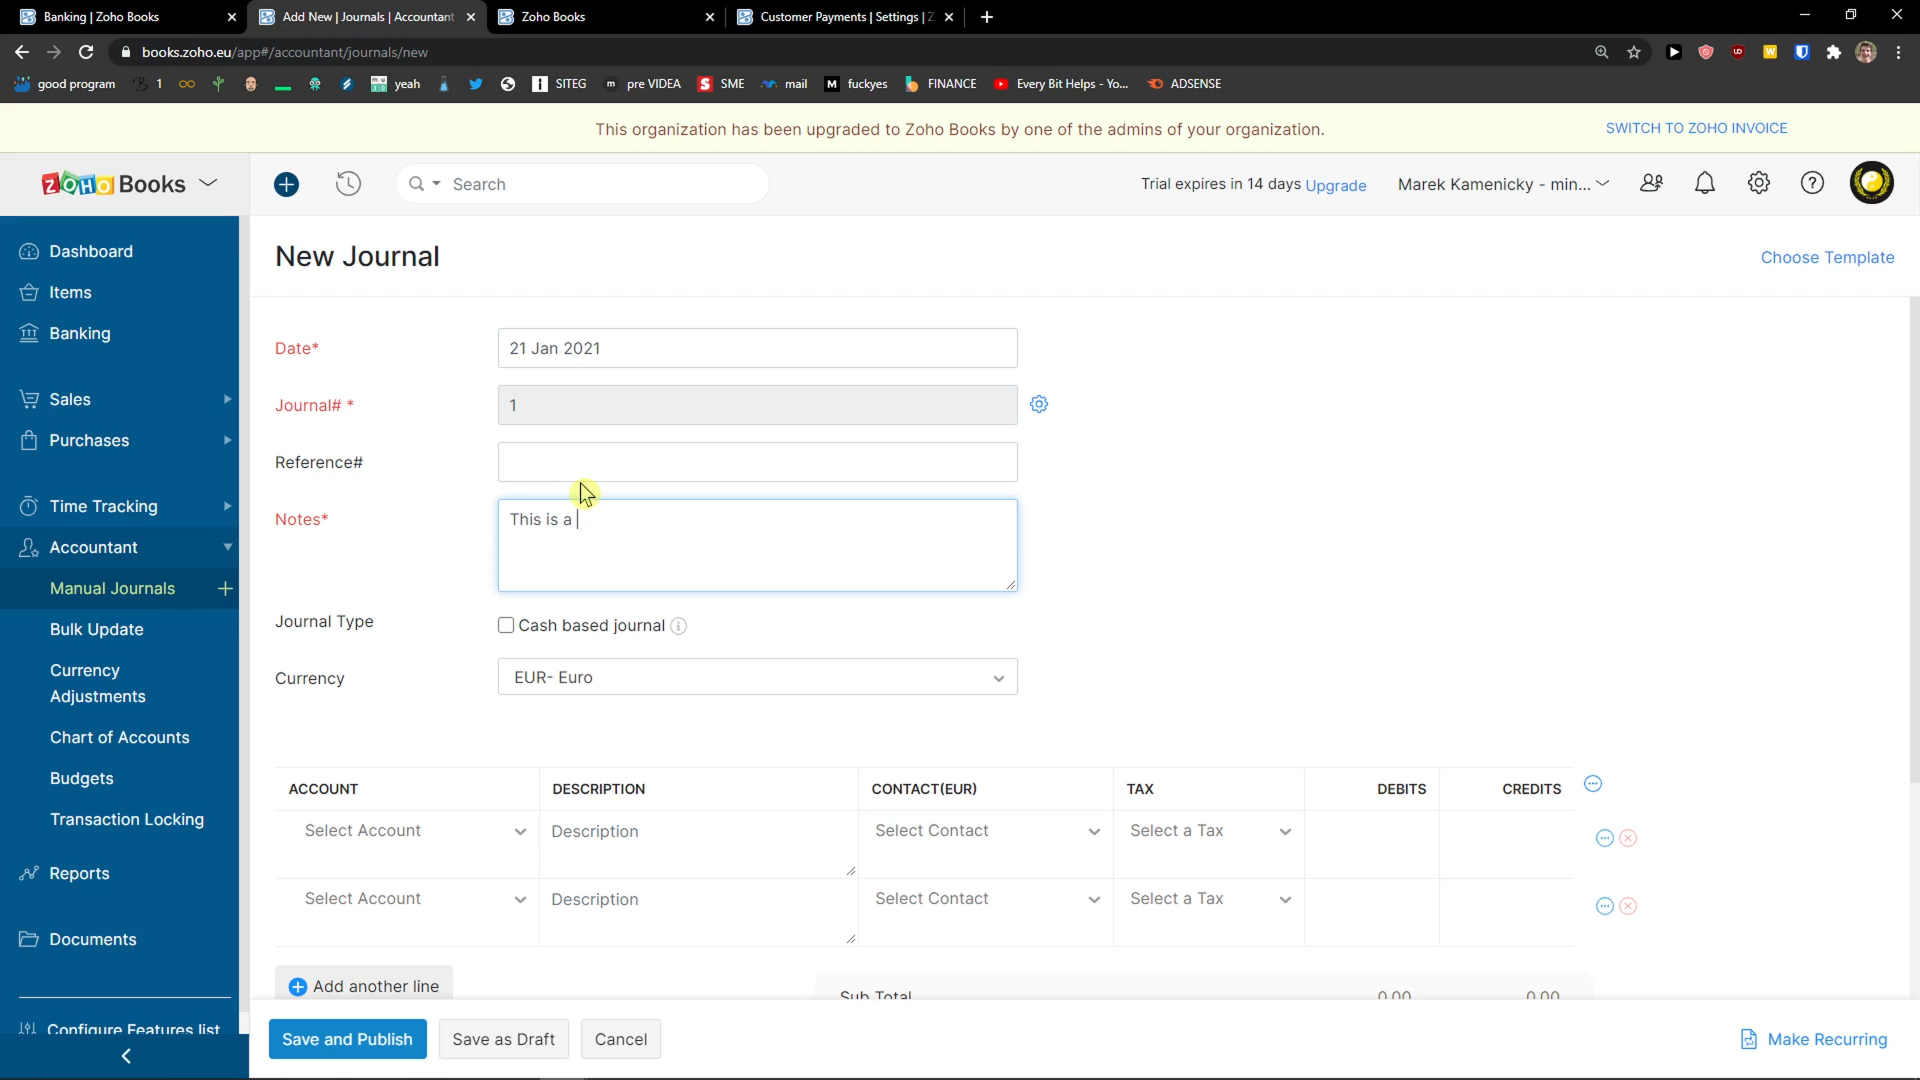 Banking | Zoho Books
Add New | Journals | Accountant
Zoho Books
Customer Payments | Settings | Z
books.zoho.eu/app#/accountant/journals/new
good program
1
yeah
SITEG
pre VIDEA
SME
mail
fuckyes
FINANCE
Every Bit Helps - Yo...
ADSENSE
This organization has been upgraded to Zoho Books by one of the admins of your organization.
SWITCH TO ZOHO INVOICE
ZOHO Books
Search
Trial expires in 14 days Upgrade
Marek Kamenicky - min...
Dashboard
Items
Banking
Sales
Purchases
Time Tracking
Accountant
Manual Journals
Bulk Update
Currency
Adjustments
Chart of Accounts
Budgets
Transaction Locking
Reports
Documents
Configure Features list
New Journal
Choose Template
Date*
21 Jan 2021
Journal# *
1
Reference#
Notes*
This is a
Journal Type
Cash based journal
Currency
EUR- Euro
ACCOUNT DESCRIPTION CONTACT(EUR) TAX DEBITS CREDITS
Select Account Description Select Contact Select a Tax
Select Account Description Select Contact Select a Tax
Add another line
Sub Total 0.00 0.00
Save and Publish
Save as Draft
Cancel
Make Recurring